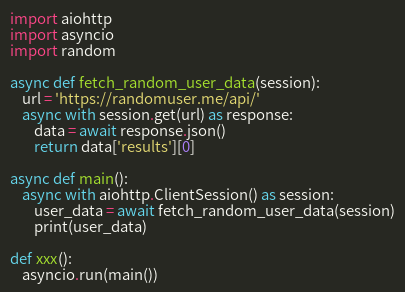 import aiohttp
import asyncio
import random

async def fetch_random_user_data(session):
    url = 'https://randomuser.me/api/'
    async with session.get(url) as response:
        data = await response.json()
        return data['results'][0]

async def main():
    async with aiohttp.ClientSession() as session:
        user_data = await fetch_random_user_data(session)
        print(user_data)

def xxx():
    asyncio.run(main())